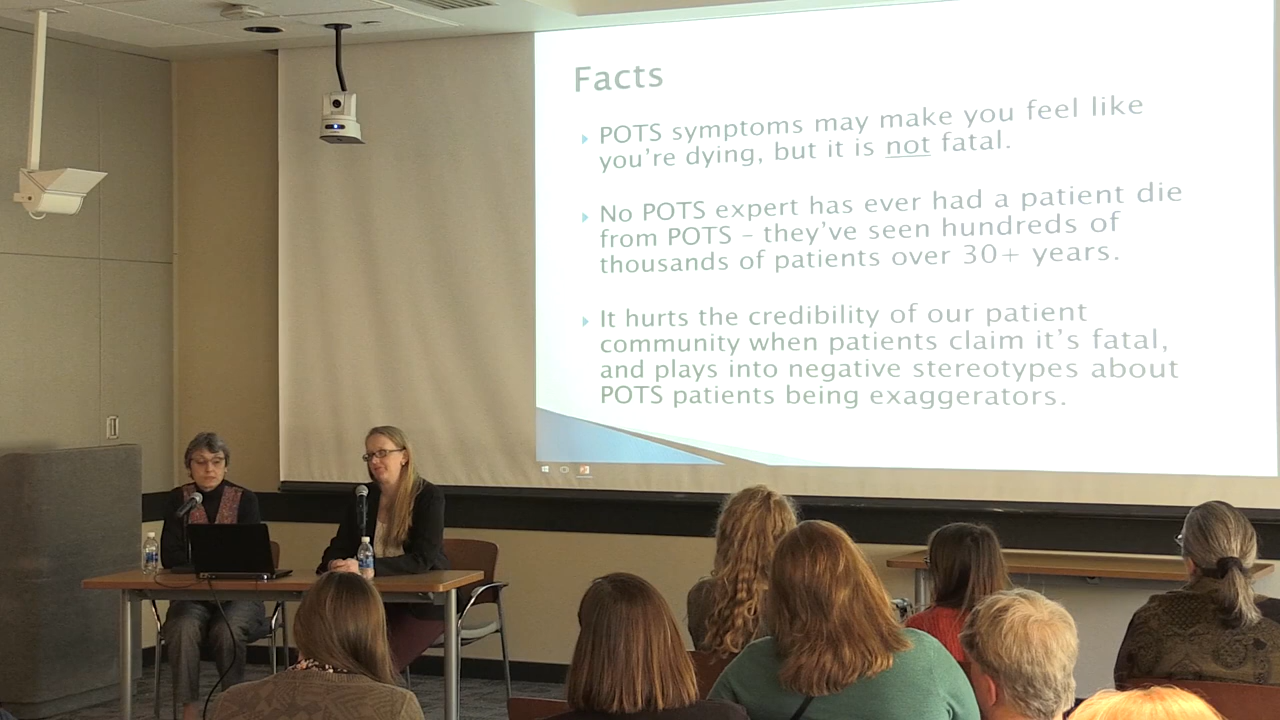 Facts
POTS symptoms may make you feel like
you're dying, but it is not fatal.
No POTS expert has ever had a patient die
from POTS – they've seen hundreds of
thousands of patients over 30+ years.
It hurts the credibility of our patient
community when patients claim it's fatal,
and plays into negative stereotypes about
POTS patients being exaggerators.